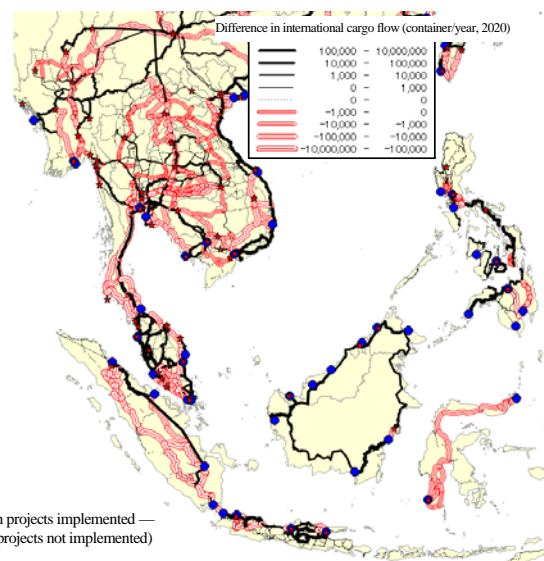 Difference in international cargo flow (container/year, 2020)
100,000 – 10,000,000
10,000 – 100,000
1,000 – 10,000
0 – 1,000
0 – 0
−1,000 – 0
−10,000 – −1,000
−100,000 – −10,000
−10,000,000 – −100,000
projects implemented —
projects not implemented)